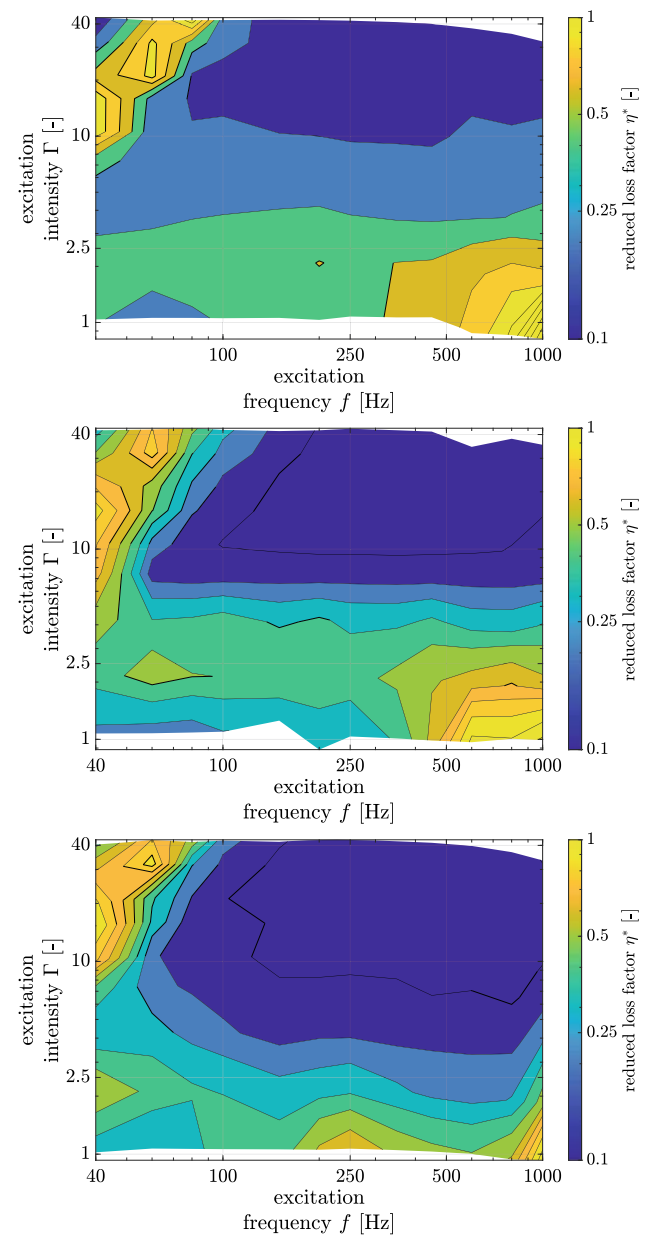 40
10
2.5
1
excitation
intensity Γ [-]
100
250
500
1000
excitation
frequency f [Hz]
1
0.5
0.25
0.1
reduced loss factor η* [-]
40
10
2.5
1
excitation
intensity Γ [-]
40
100
250
500
1000
excitation
frequency f [Hz]
1
0.5
0.25
0.1
reduced loss factor η* [-]
40
10
2.5
1
excitation
intensity Γ [-]
40
100
250
500
1000
excitation
frequency f [Hz]
1
0.5
0.25
0.1
reduced loss factor η* [-]